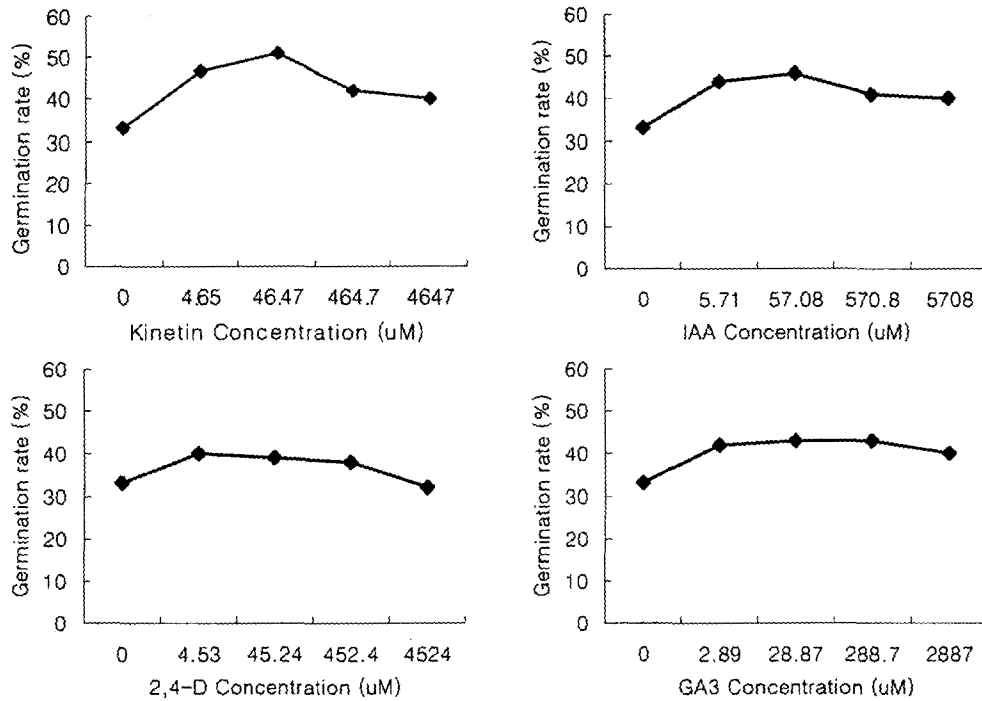 Germination rate (%)
60
50
40
30
20
10
0
0 4.65 46.47 464.7 4647
Kinetin Concentration (uM)
Germination rate (%)
60
50
40
30
20
10
0
0 5.71 57.08 570.8 5708
IAA Concentration (uM)
Germination rate (%)
60
50
40
30
20
10
0
0 4.53 45.24 452.4 4524
2,4-D Concentration (uM)
Germination rate (%)
60
50
40
30
20
10
0
0 2.89 28.87 288.7 2887
GA3 Concentration (uM)